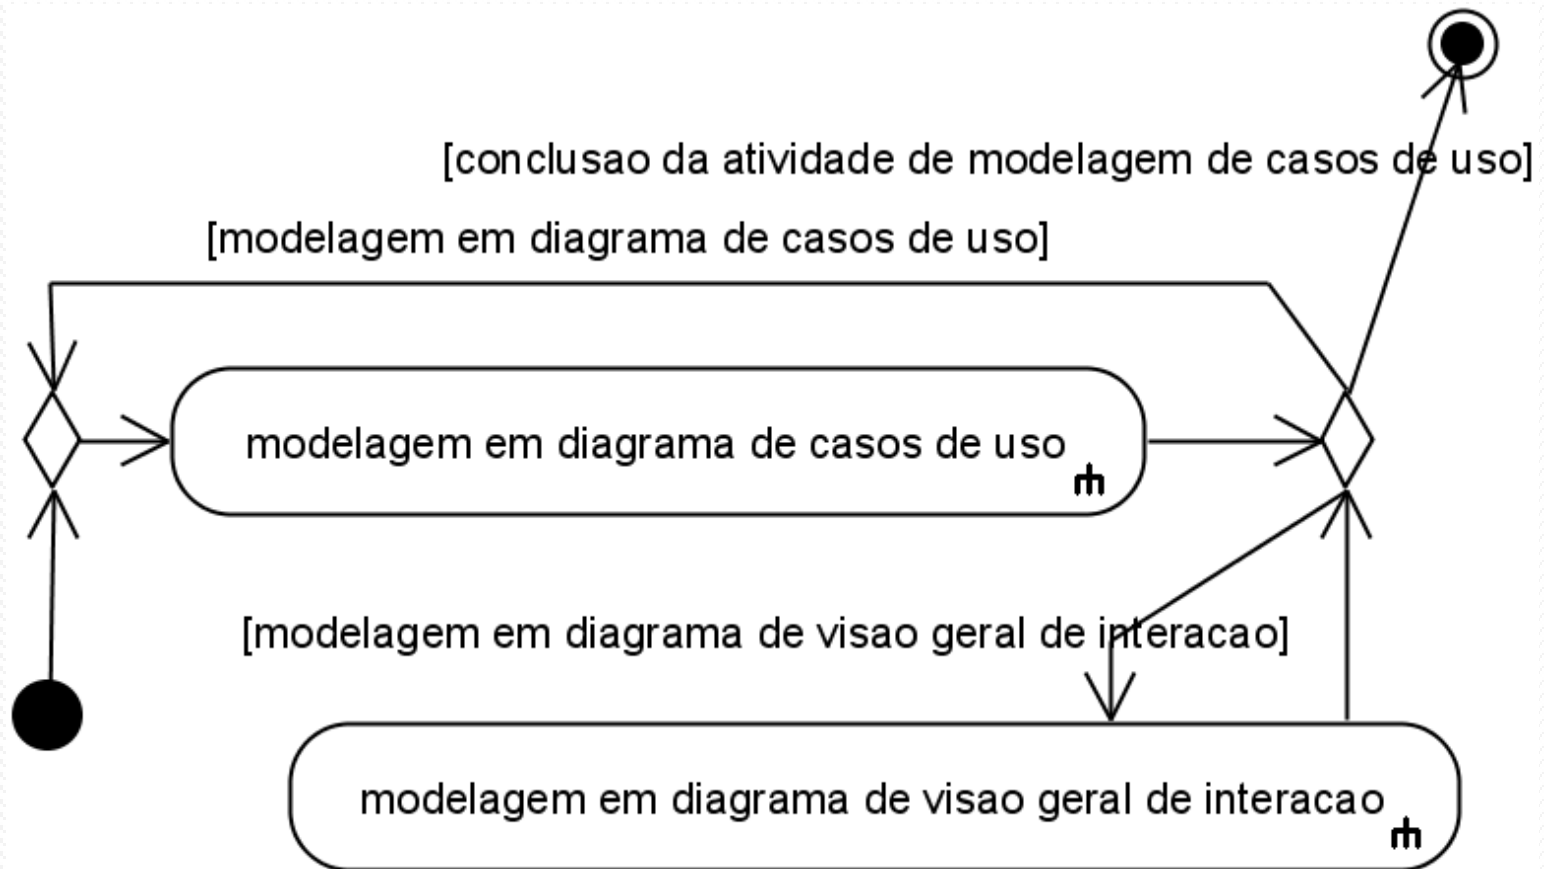 [conclusao da atividade de modelagem de casos de uso]
[modelagem em diagrama de casos de uso]
modelagem em diagrama de casos de uso
[modelagem em diagrama de visao geral de interacao]
modelagem em diagrama de visao geral de interacao